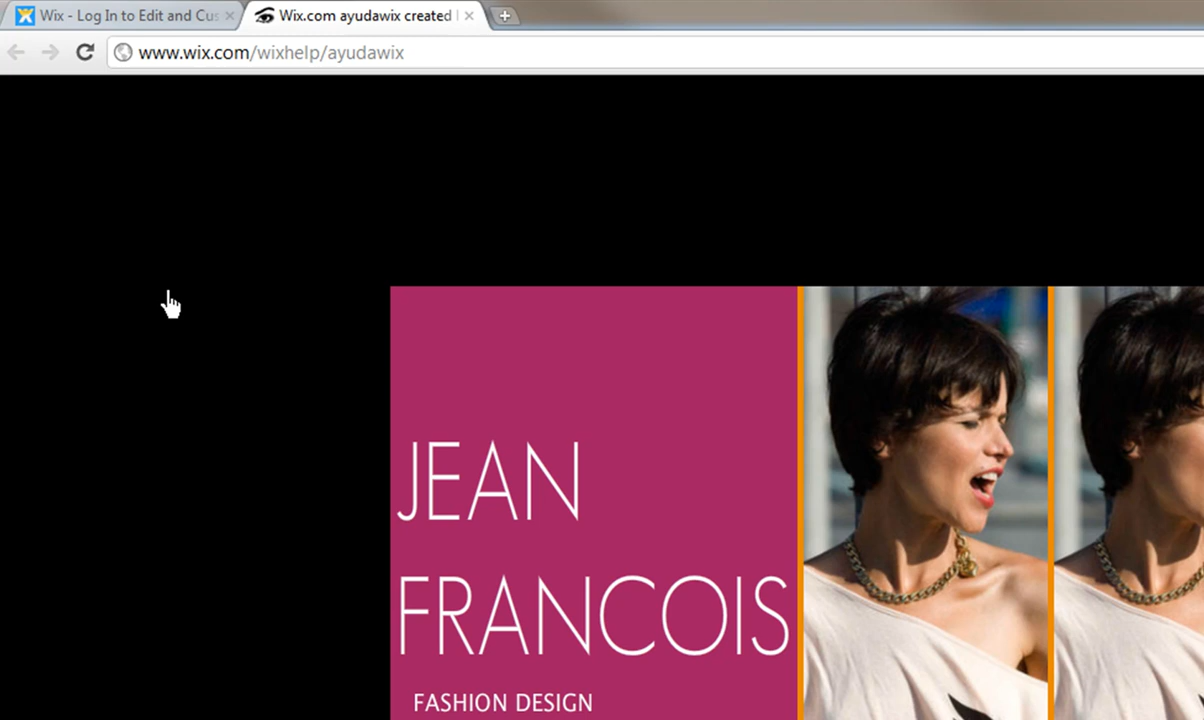 Wix - Log In to Edit and Cus
Wix.com ayudawix created
www.wix.com/wixhelp/ayudawix
JEAN
FRANCOIS
FASHION DESIGN